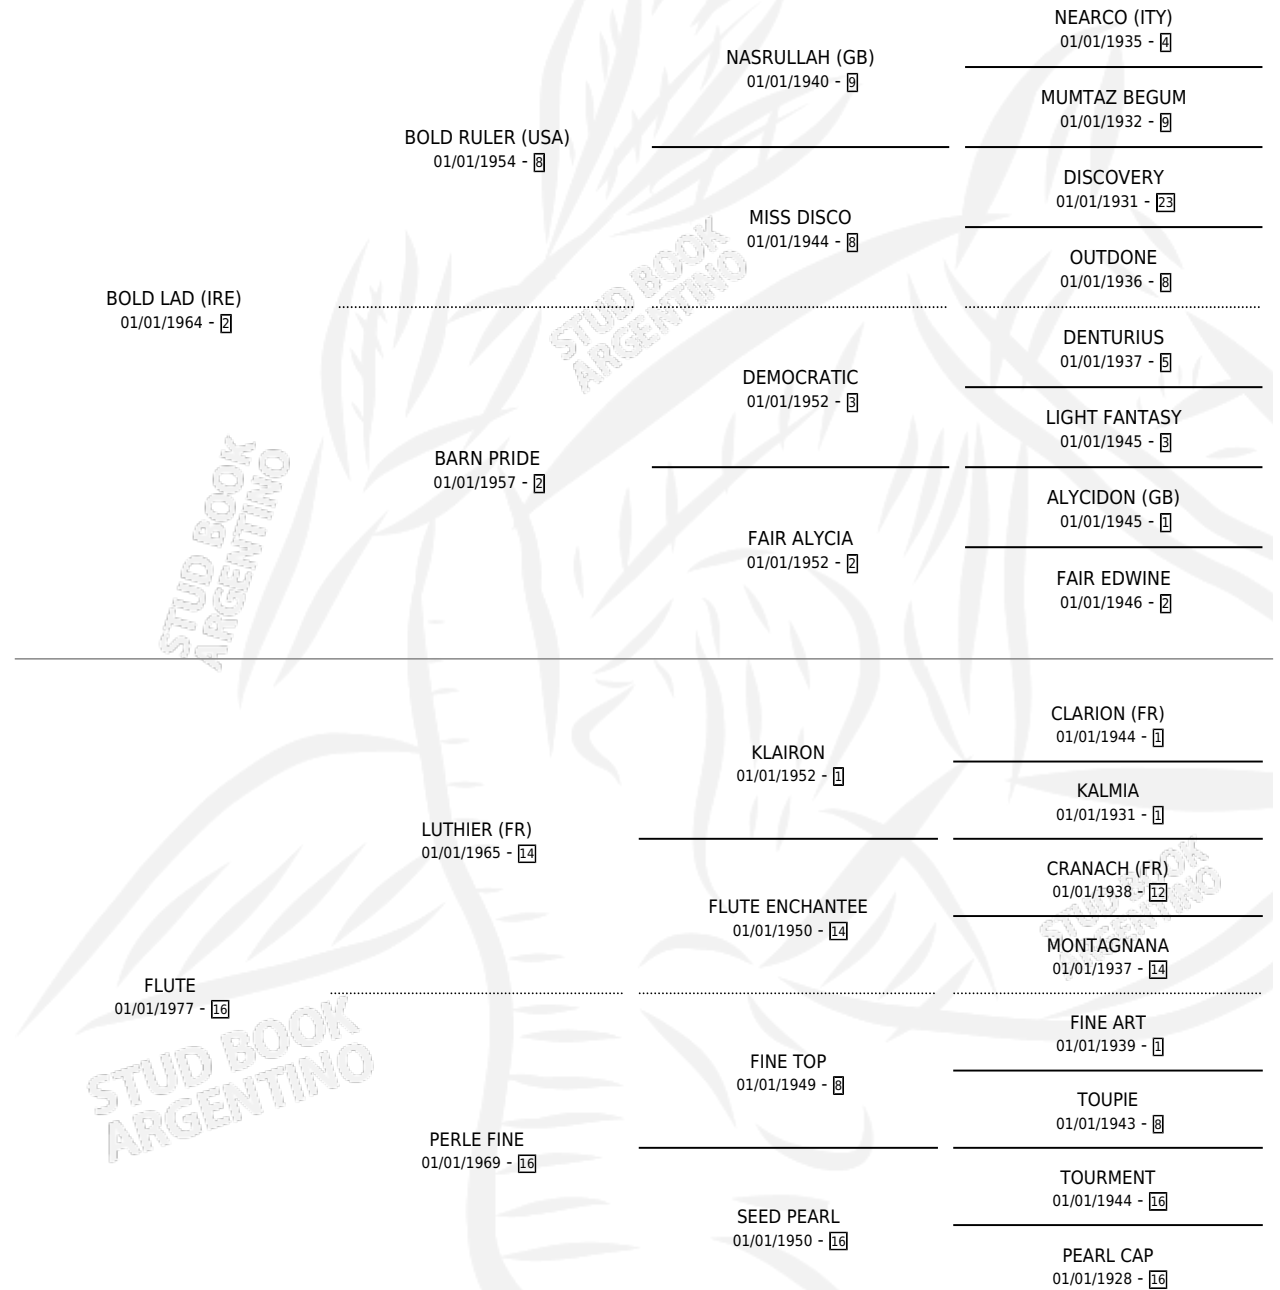 NEARCO (ITY)
01/01/1935 - 4
NASRULLAH (GB)
01/01/1940 - 9
MUMTAZ BEGUM
01/01/1932 - 9
BOLD RULER (USA)
01/01/1954 - 8
DISCOVERY
01/01/1931 - 23
MISS DISCO
01/01/1944 - 8
OUTDONE
01/01/1936 - 8
BOLD LAD (IRE)
01/01/1964 - 2
STUD BOOK
ARGENTINO
DENTURIUS
01/01/1937 - 5
DEMOCRATIC
01/01/1952 - 3
LIGHT FANTASY
01/01/1945 - 3
BARN PRIDE
01/01/1957 - 2
ALYCIDON (GB)
01/01/1945 - 1
FAIR ALYCIA
01/01/1952 - 2
FAIR EDWINE
01/01/1946 - 2
STUD BOOK
ARGENTINO
CLARION (FR)
01/01/1944 - 1
KLAIRON
01/01/1952 - 1
KALMIA
01/01/1931 - 1
LUTHIER (FR)
01/01/1965 - 14
CRANACH (FR)
01/01/1938 - 12
FLUTE ENCHANTEE
01/01/1950 - 14
STUD BOOK
ARGENTINO
MONTAGNANA
01/01/1937 - 14
FLUTE
01/01/1977 - 16
FINE ART
01/01/1939 - 1
FINE TOP
01/01/1949 - 8
STUD BOOK
ARGENTINO
TOUPIE
01/01/1943 - 8
PERLE FINE
01/01/1969 - 16
TOURMENT
01/01/1944 - 16
SEED PEARL
01/01/1950 - 16
PEARL CAP
01/01/1928 - 16